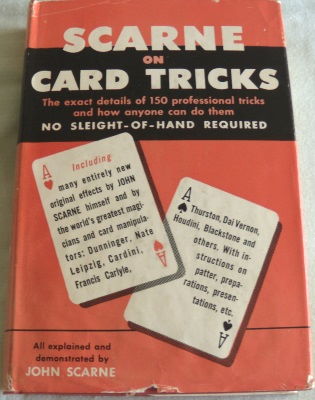 SCARNE
ON
CARD TRICKS
The exact details of 150 professional tricks
and how anyone can do them
NO SLEIGHT-OF-HAND REQUIRED
A
Including
many entirely new
original effects by JOHN
SCARNE himself and by
the world's greatest magi-
cians and card manipula-
tors: Dunninger, Nate
Leipzig, Cardini,
Francis Carlyle,
A
A
Thurston, Dai Vernon,
Houdini, Blackstone and
others. With in-
structions on
patter, prepa-
rations, presen-
tations, etc.
A
All explained and
demonstrated by
JOHN SCARNE